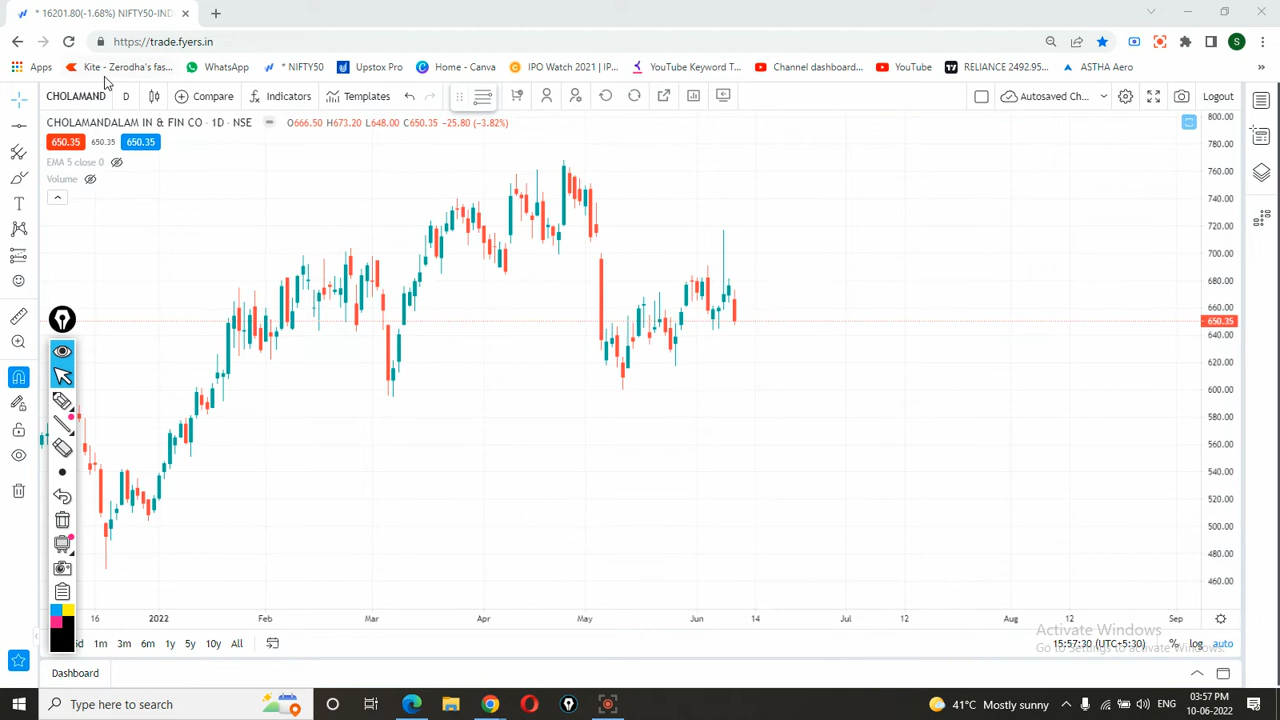 * 16201.80(-1.68%) NIFTY50-IND
https://trade.fyers.in
S
Apps
Kite - Zerodha's fas...
WhatsApp
* NIFTY50
Upstox Pro
Home - Canva
IPO Watch 2021 | IP...
YouTube Keyword T...
Channel dashboard...
YouTube
RELIANCE 2492.95...
ASTHA Aero
»
CHOLAMAND
D
Compare
Indicators
Templates
Autosaved Ch...
Logout
CHOLAMANDALAM IN & FIN CO · 1D · NSE
O666.50 H673.20 L648.00 C650.35 −25.80 (−3.82%)
650.35
650.35
650.35
EMA 5 close 0
Volume
800.00
780.00
760.00
740.00
720.00
700.00
680.00
660.00
650.35
640.00
620.00
600.00
580.00
560.00
540.00
520.00
500.00
480.00
460.00
16
2022
Feb
Mar
Apr
May
Jun
14
Jul
12
Aug
12
Sep
5d
1m
3m
6m
1y
5y
10y
All
15:57:30 (UTC+5:30)
%
log
auto
Activate Windows
Go to Settings to activate Windows.
Dashboard
Type here to search
41°C Mostly sunny
ENG
03:57 PM
10-06-2022